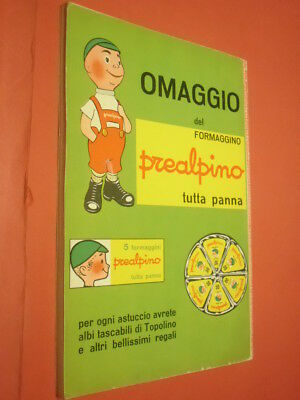 OMAGGIO
del
FORMAGGINO
prealpino
tutta panna
prealpino
5 formaggini
prealpino
tutta panna
per ogni astuccio avrete
albi tascabili di Topolino
e altri bellissimi regali